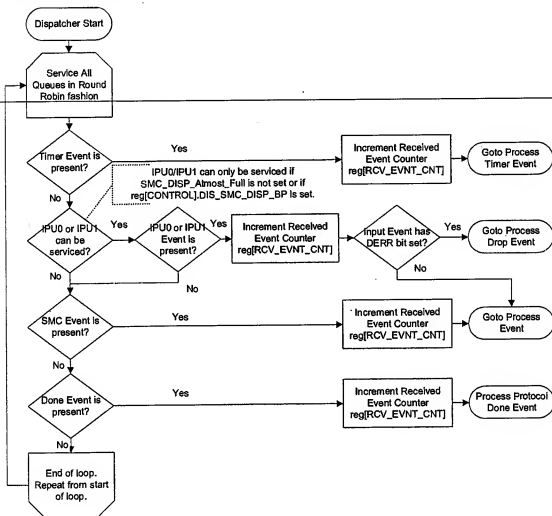 Dispatcher Start
Service All
Queues in Round
Robin fashion
Timer Event is
present?
Yes
No
IPU0/IPU1 can only be serviced if
SMC_DISP_Almost_Full is not set or if
reg[CONTROL].DIS_SMC_DISP_BP Is set.
Increment Received
Event Counter
reg[RCV_EVNT_CNT]
Goto Process
Timer Event
IPU0 or IPU1
can be
serviced?
Yes
No
IPU0 or IPU1
Event is
present?
Yes
No
Increment Received
Event Counter
reg[RCV_EVNT_CNT]
Input Event has
DERR bit set?
Yes
No
Goto Process
Drop Event
SMC Event is
present?
Yes
No
Increment Received
Event Counter
reg[RCV_EVNT_CNT]
Goto Process
Event
Done Event is
present?
Yes
No
Increment Received
Event Counter
reg[RCV_EVNT_CNT]
Process Protocol
Done Event
End of loop.
Repeat from start
of loop.